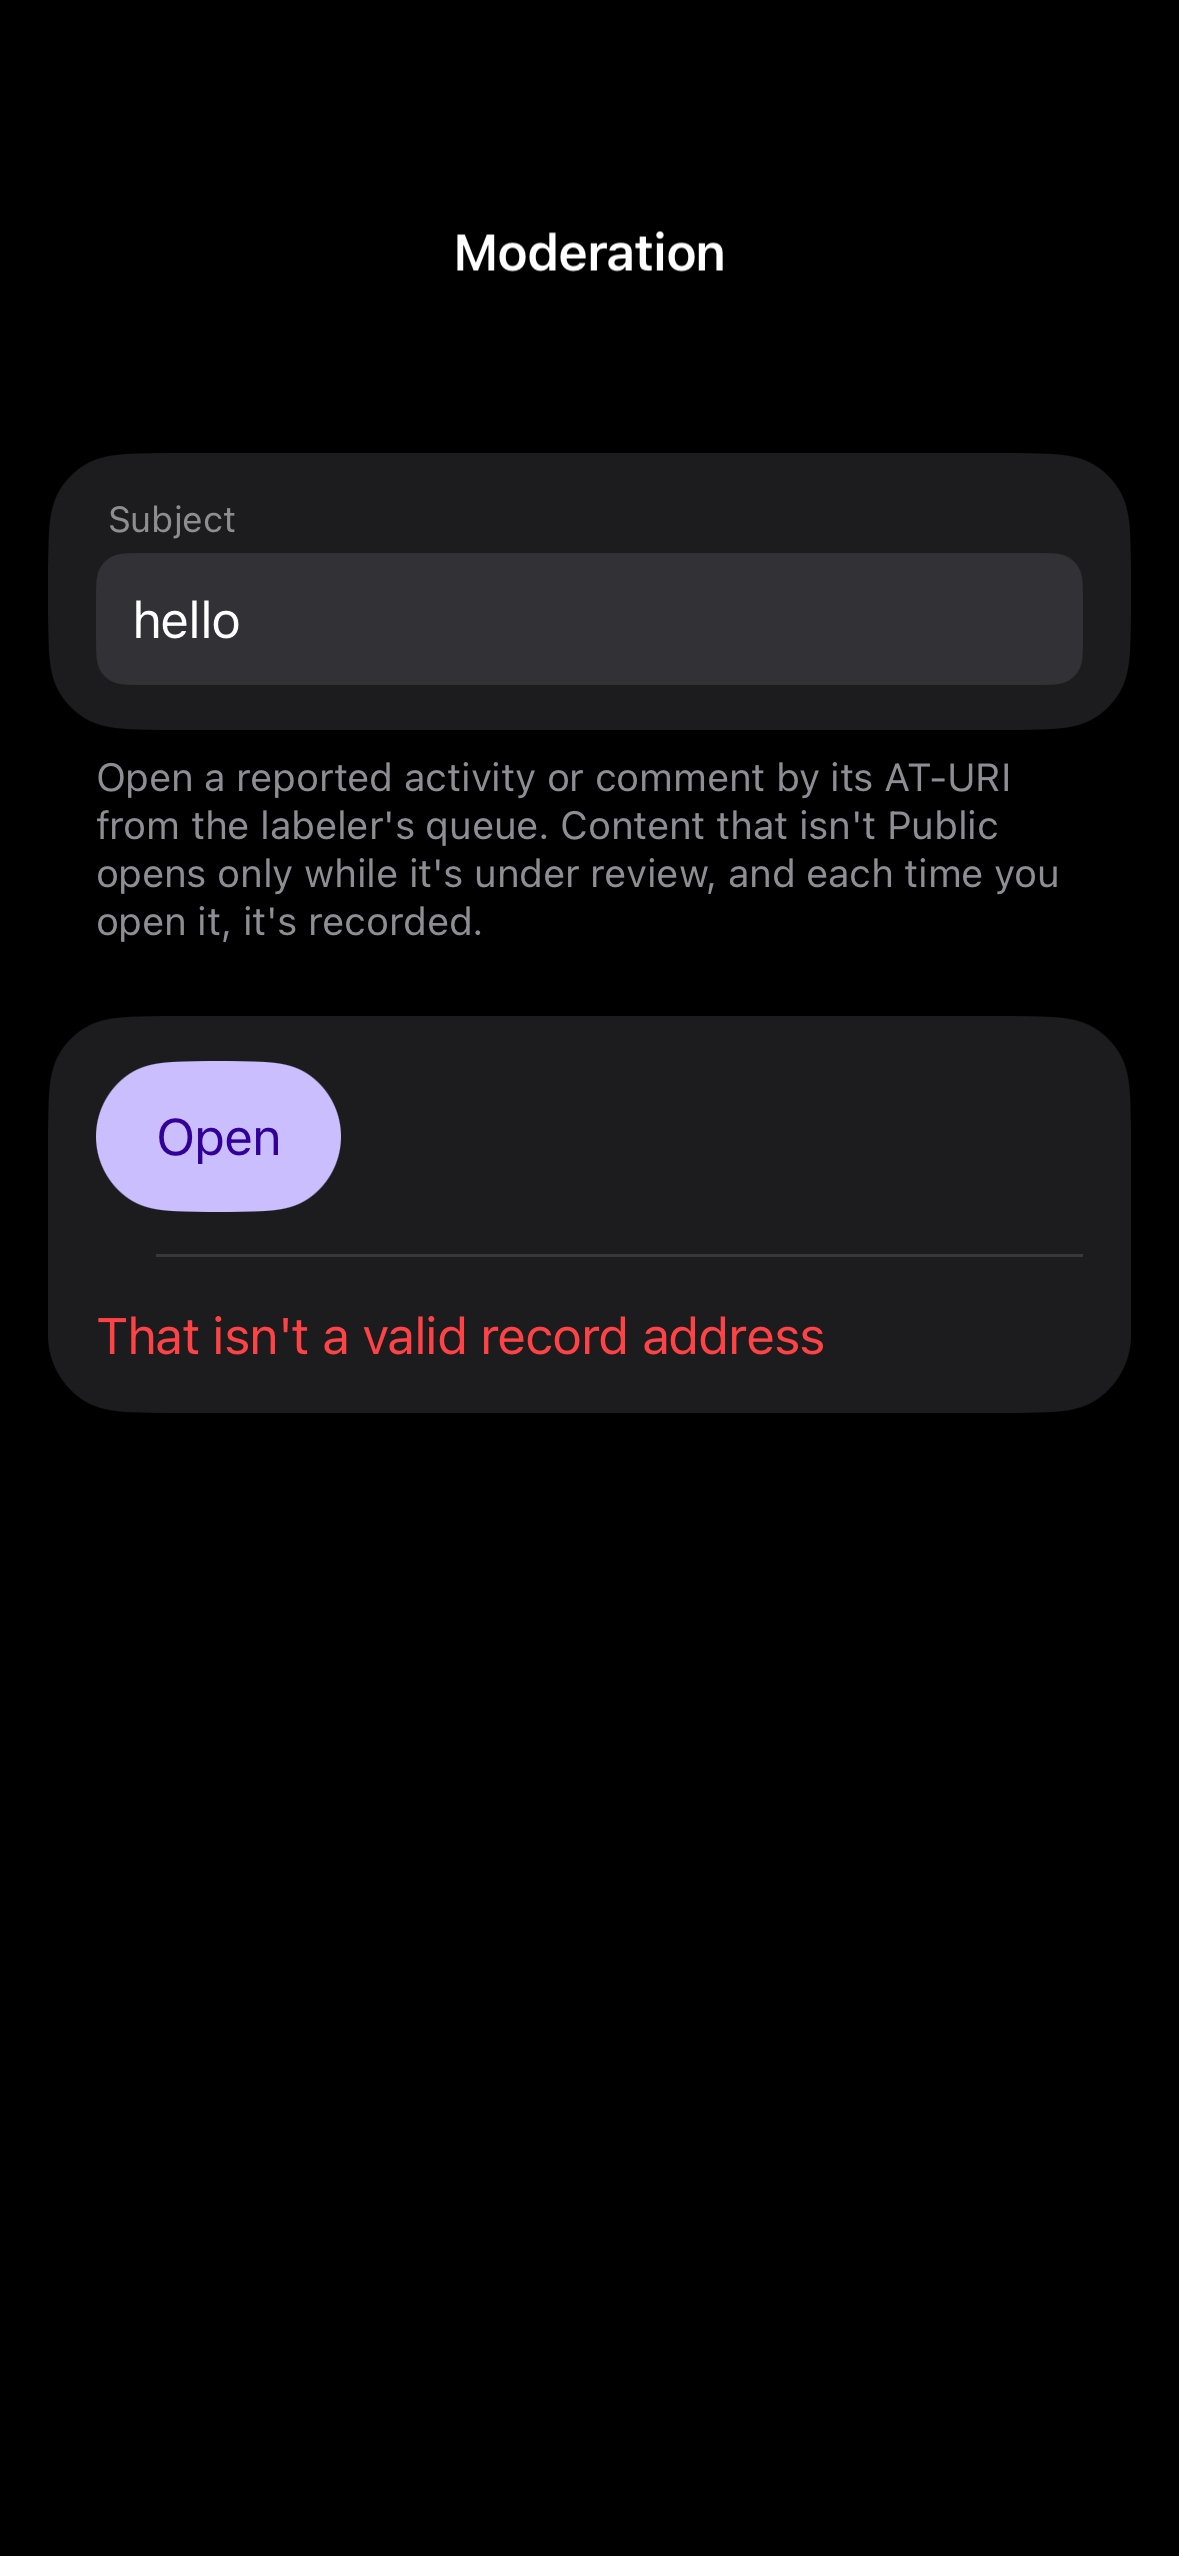 Moderation
Subject
hello
Open a reported activity or comment by its AT-URI
from the labeler's queue. Content that isn't Public
opens only while it's under review, and each time you
open it, it's recorded.
Open
That isn't a valid record address